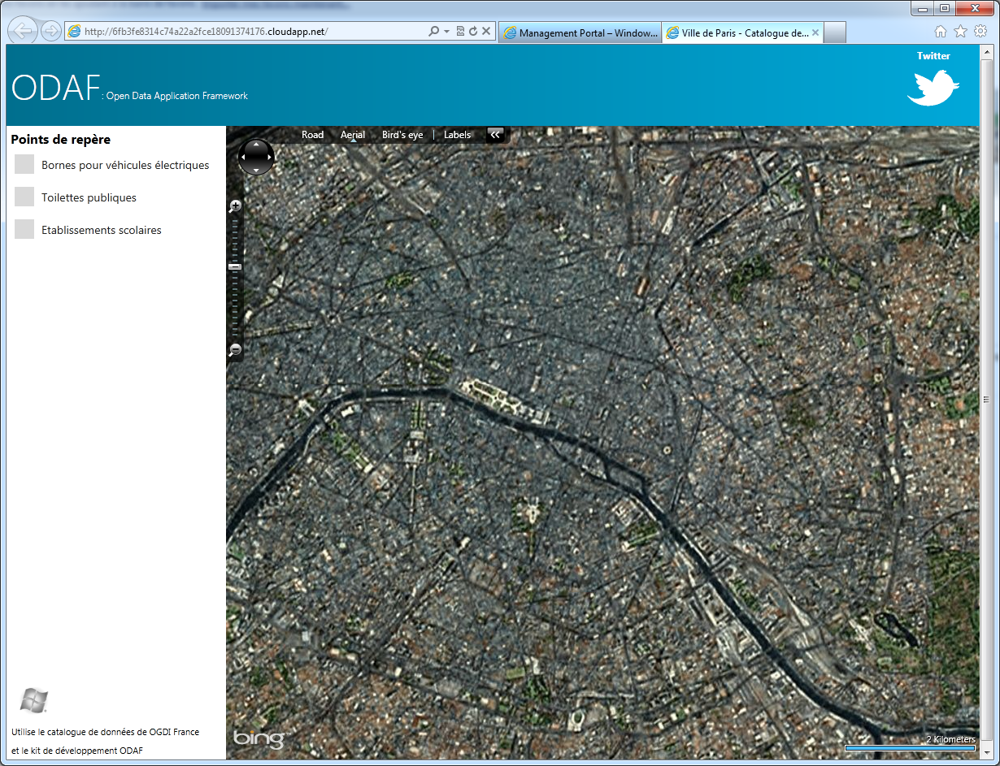 http://6fb3fe8314c74a22a2fce18091374176.cloudapp.net/
Management Portal – Window...
Ville de Paris - Catalogue de...
Twitter
ODAF : Open Data Application Framework
Points de repère
Bornes pour véhicules électriques
Toilettes publiques
Etablissements scolaires
Road Aerial Bird's eye | Labels «
Utilise le catalogue de données de OGDI France
et le kit de développement ODAF
bing™
2 Kilometers